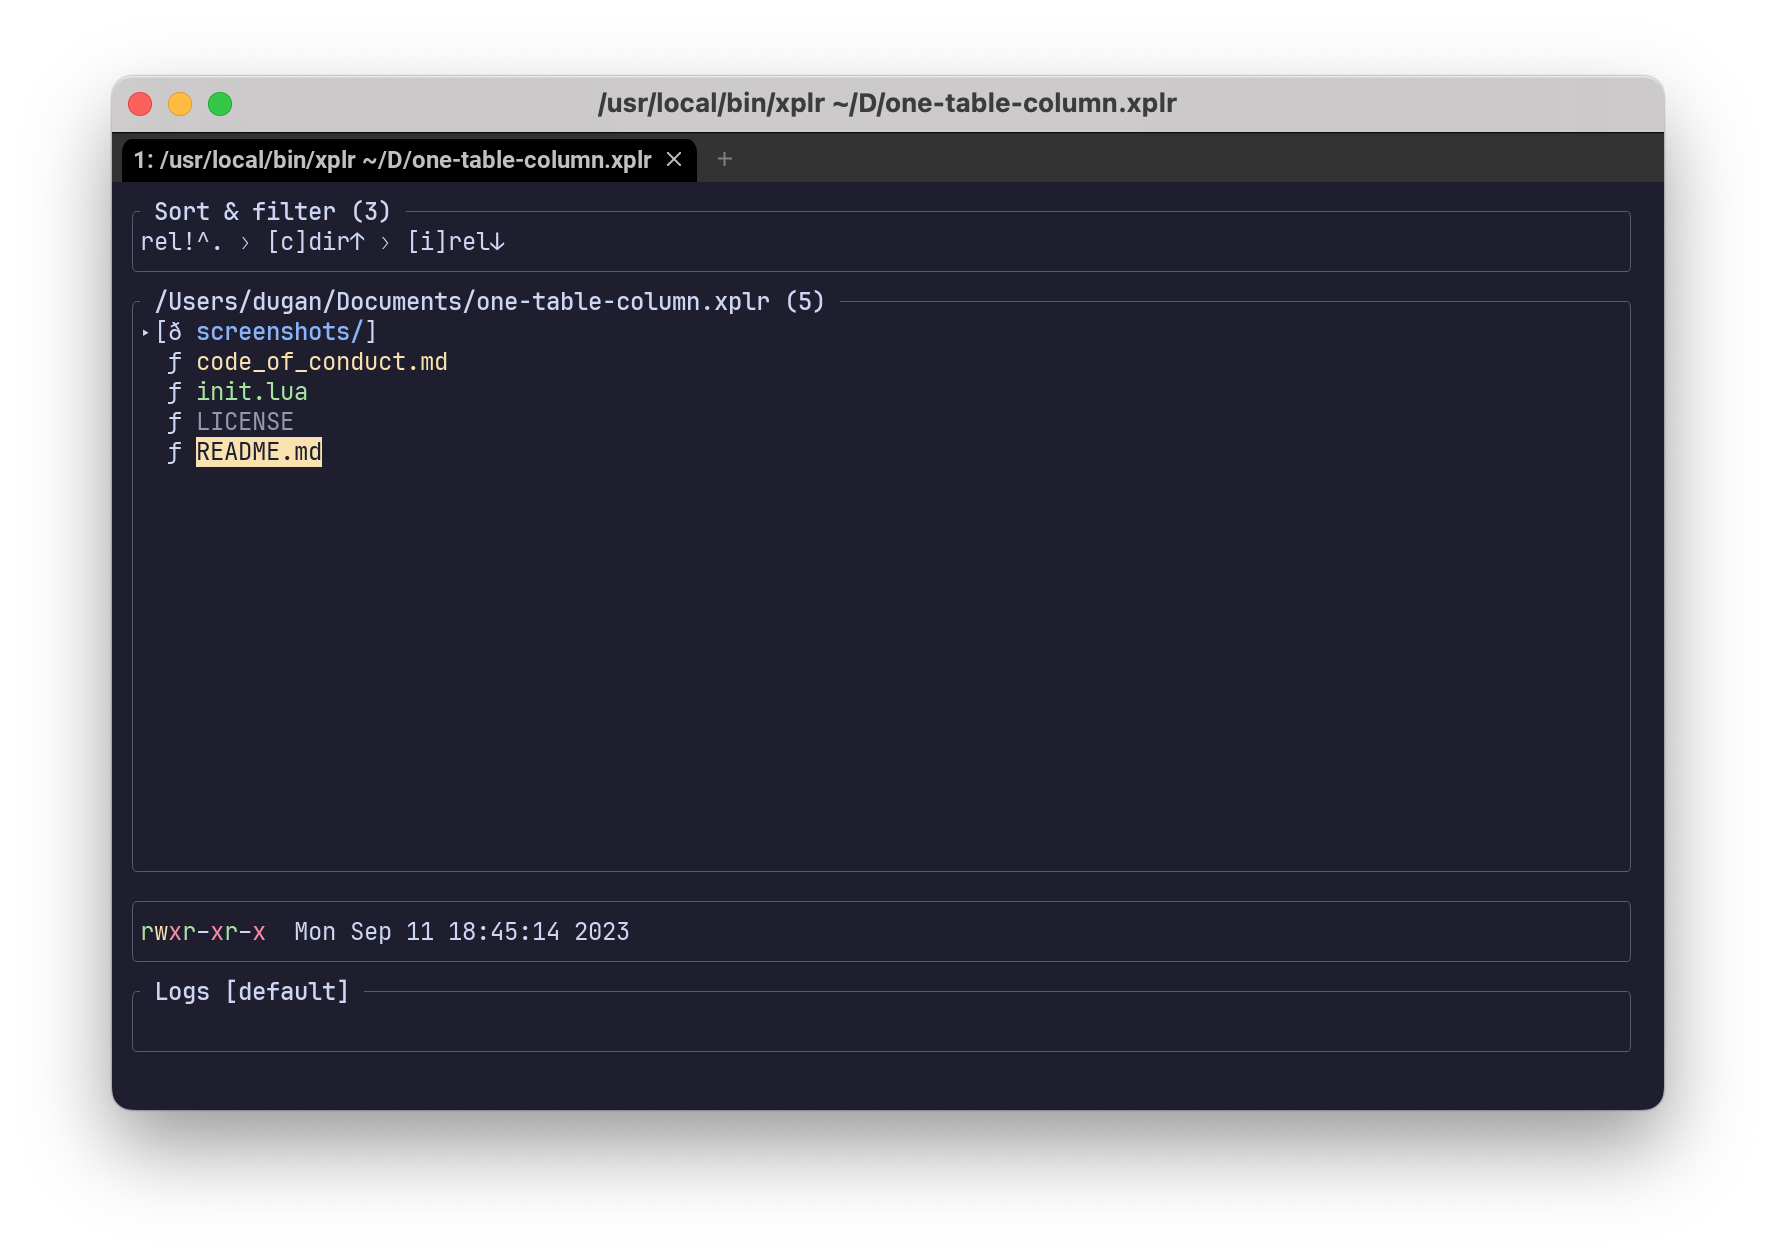 /usr/local/bin/xplr ~/D/one-table-column.xplr
1: /usr/local/bin/xplr ~/D/one-table-column.xplr ✕ +
Sort & filter (3)
rel!^. › [c]dir↑ › [i]rel↓
/Users/dugan/Documents/one-table-column.xplr (5)
▸[ð screenshots/]
ƒ code_of_conduct.md
ƒ init.lua
ƒ LICENSE
ƒ README.md
rwxr-xr-x  Mon Sep 11 18:45:14 2023
Logs [default]